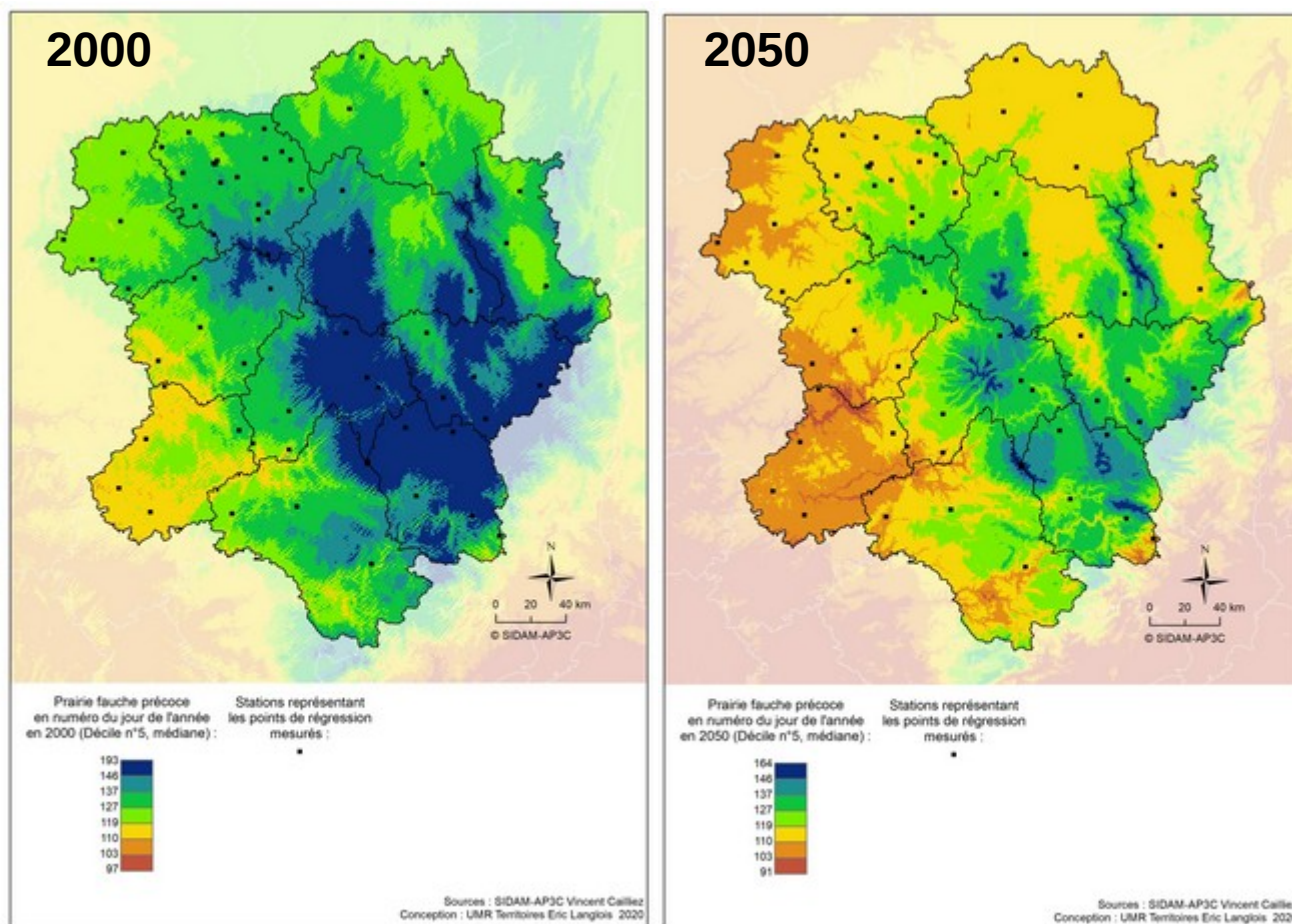 2000
N
0 20 40 km
© SIDAM-AP3C
Prairie fauche précoce
en numéro du jour de l'année
en 2000 (Décile n°5, médiane) :
Stations représentant
les points de régression
mesurés :
193
146
137
127
119
110
103
97
Sources : SIDAM-AP3C Vincent Cailliez
Conception : UMR Territoires Eric Langlois 2020
2050
N
0 20 40 km
© SIDAM-AP3C
Prairie fauche précoce
en numéro du jour de l'année
en 2050 (Décile n°5, médiane) :
Stations représentant
les points de régression
mesurés :
164
146
137
127
119
110
103
91
Sources : SIDAM-AP3C Vincent Caillie
Conception : UMR Territoires Eric Langlois 202